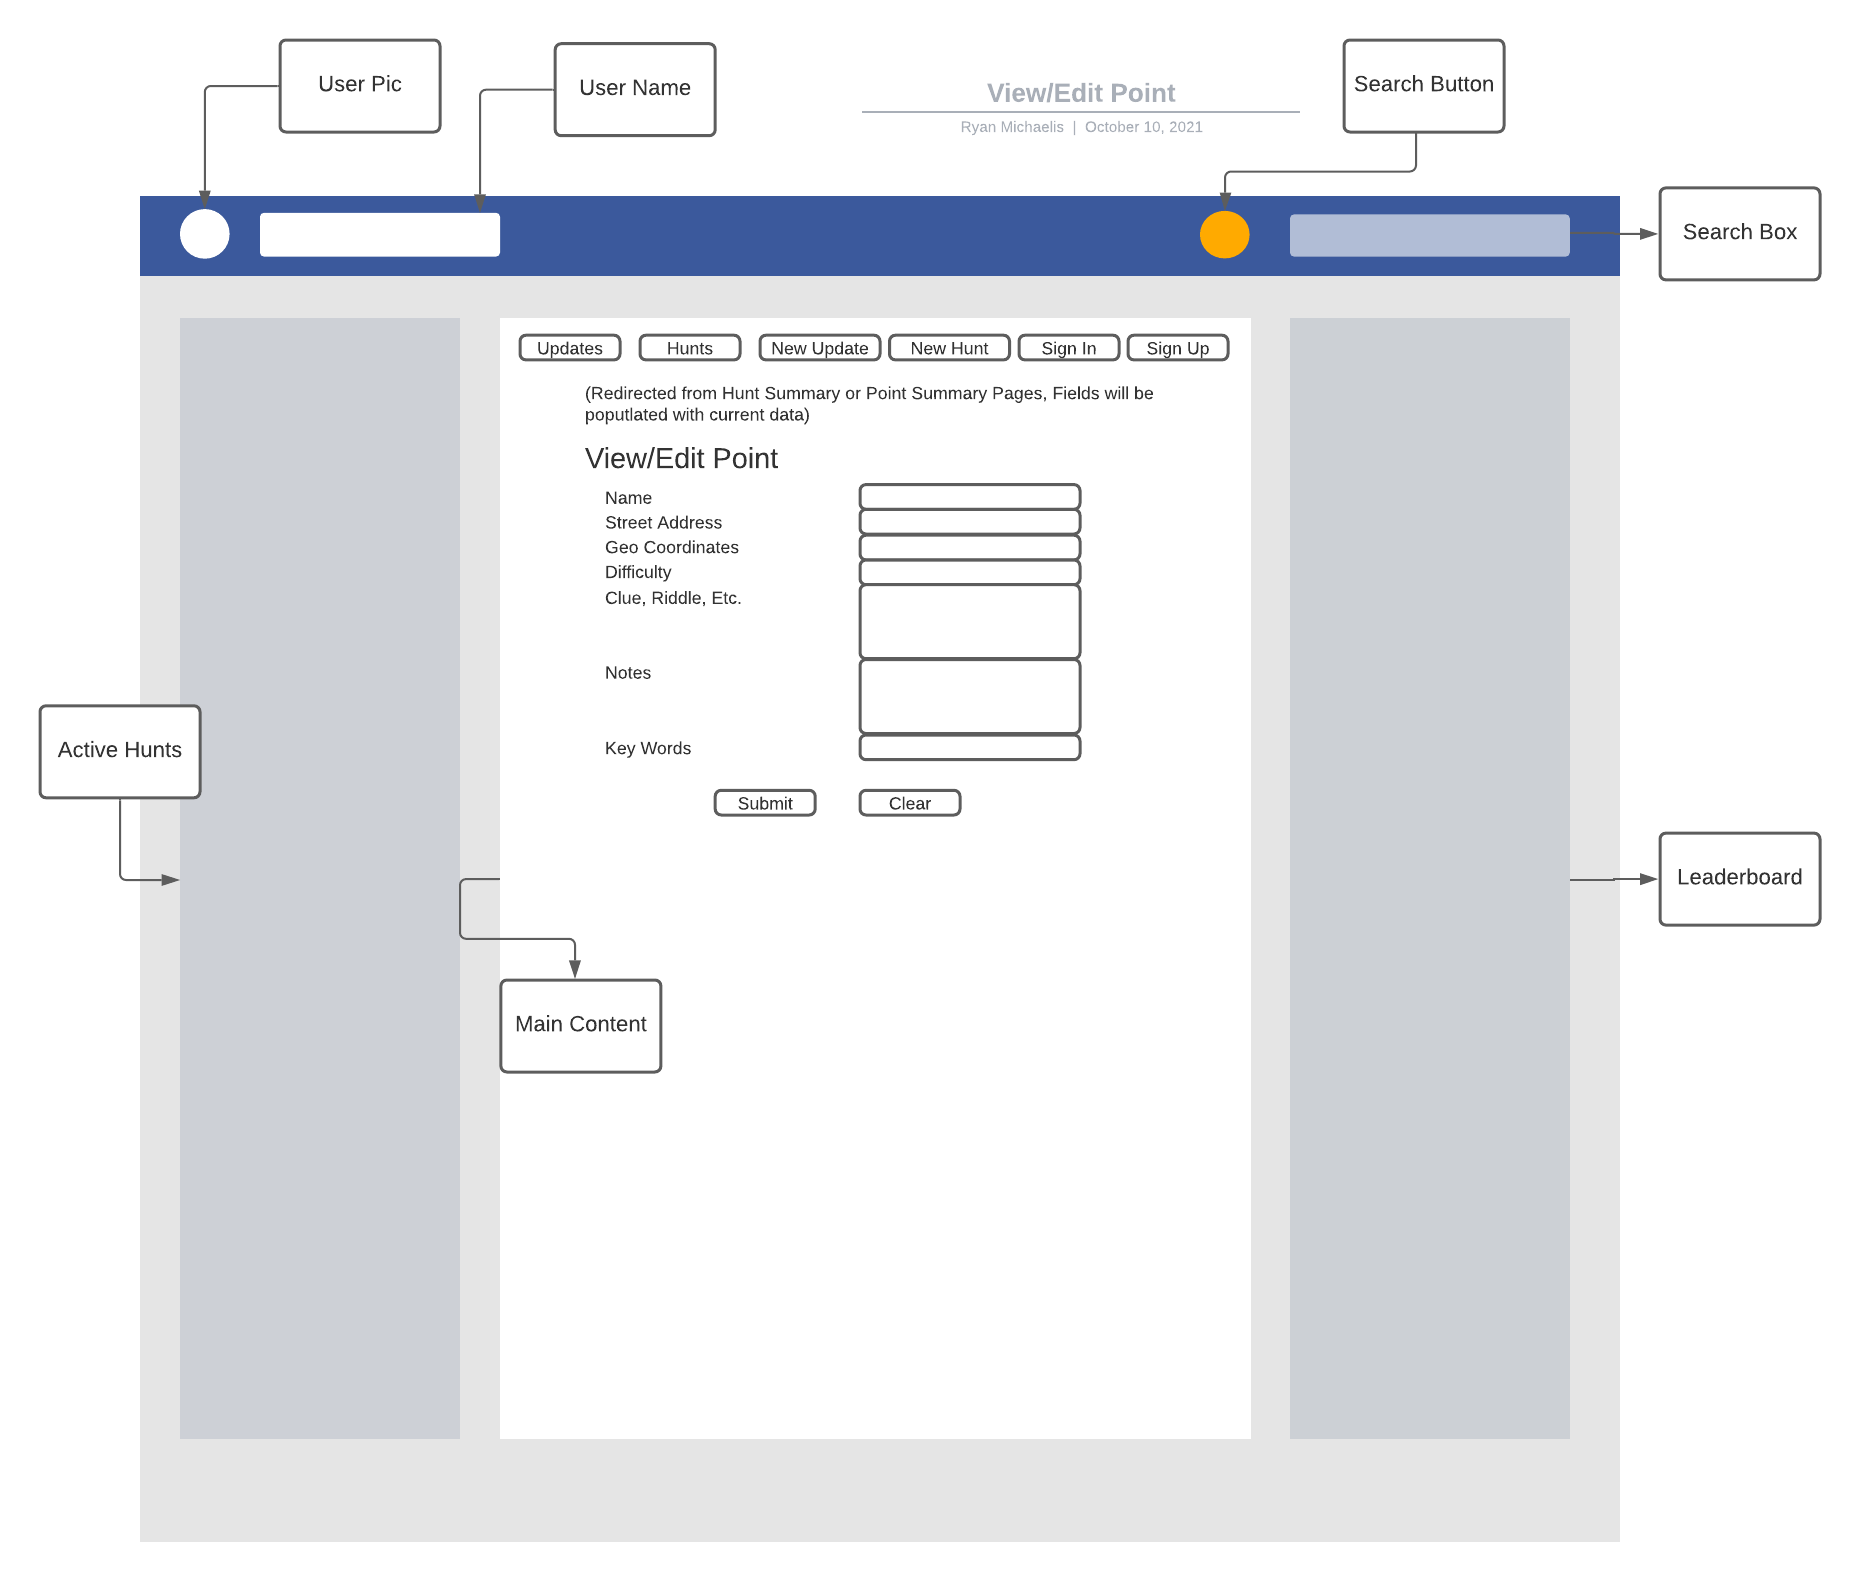 User Pic
User Name
View/Edit Point
Ryan Michaelis | October 10, 2021
Search Button
Search Box
Updates
Hunts
New Update
New Hunt
Sign In
Sign Up
(Redirected from Hunt Summary or Point Summary Pages, Fields will be
poputlated with current data)
View/Edit Point
Name
Street Address
Geo Coordinates
Difficulty
Clue, Riddle, Etc.
Notes
Key Words
Submit
Clear
Active Hunts
Leaderboard
Main Content